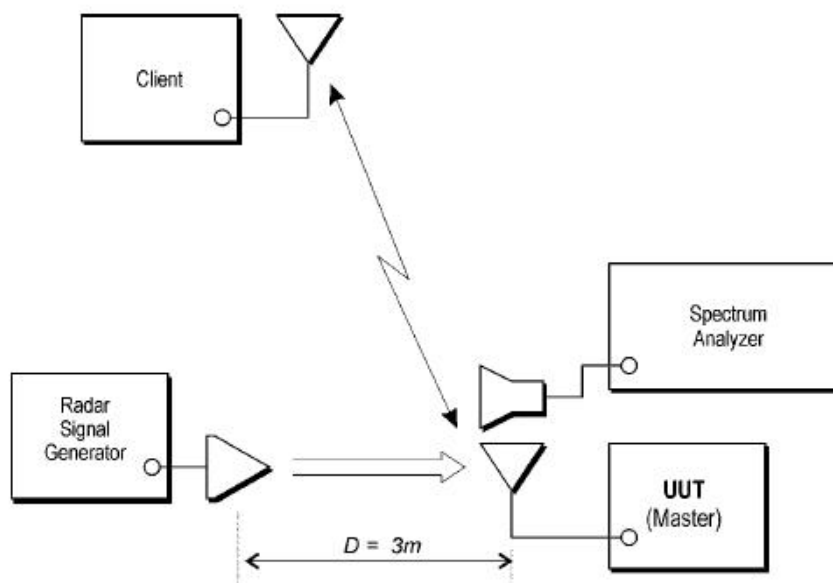 Client
Spectrum
Analyzer
Radar
Signal
Generator
UUT
(Master)
D = 3m